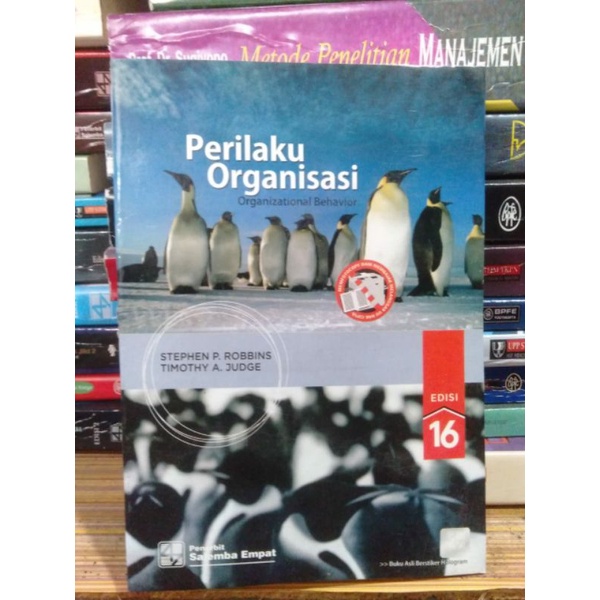 Metode Penelitian MANAJEMEN
Perilaku
Organisasi
Organizational Behavior
STEPHEN P. ROBBINS
TIMOTHY A. JUDGE
EDISI
16
Penerbit
Salemba Empat
>> Buku Asli Berstiker Hologram
BPFE